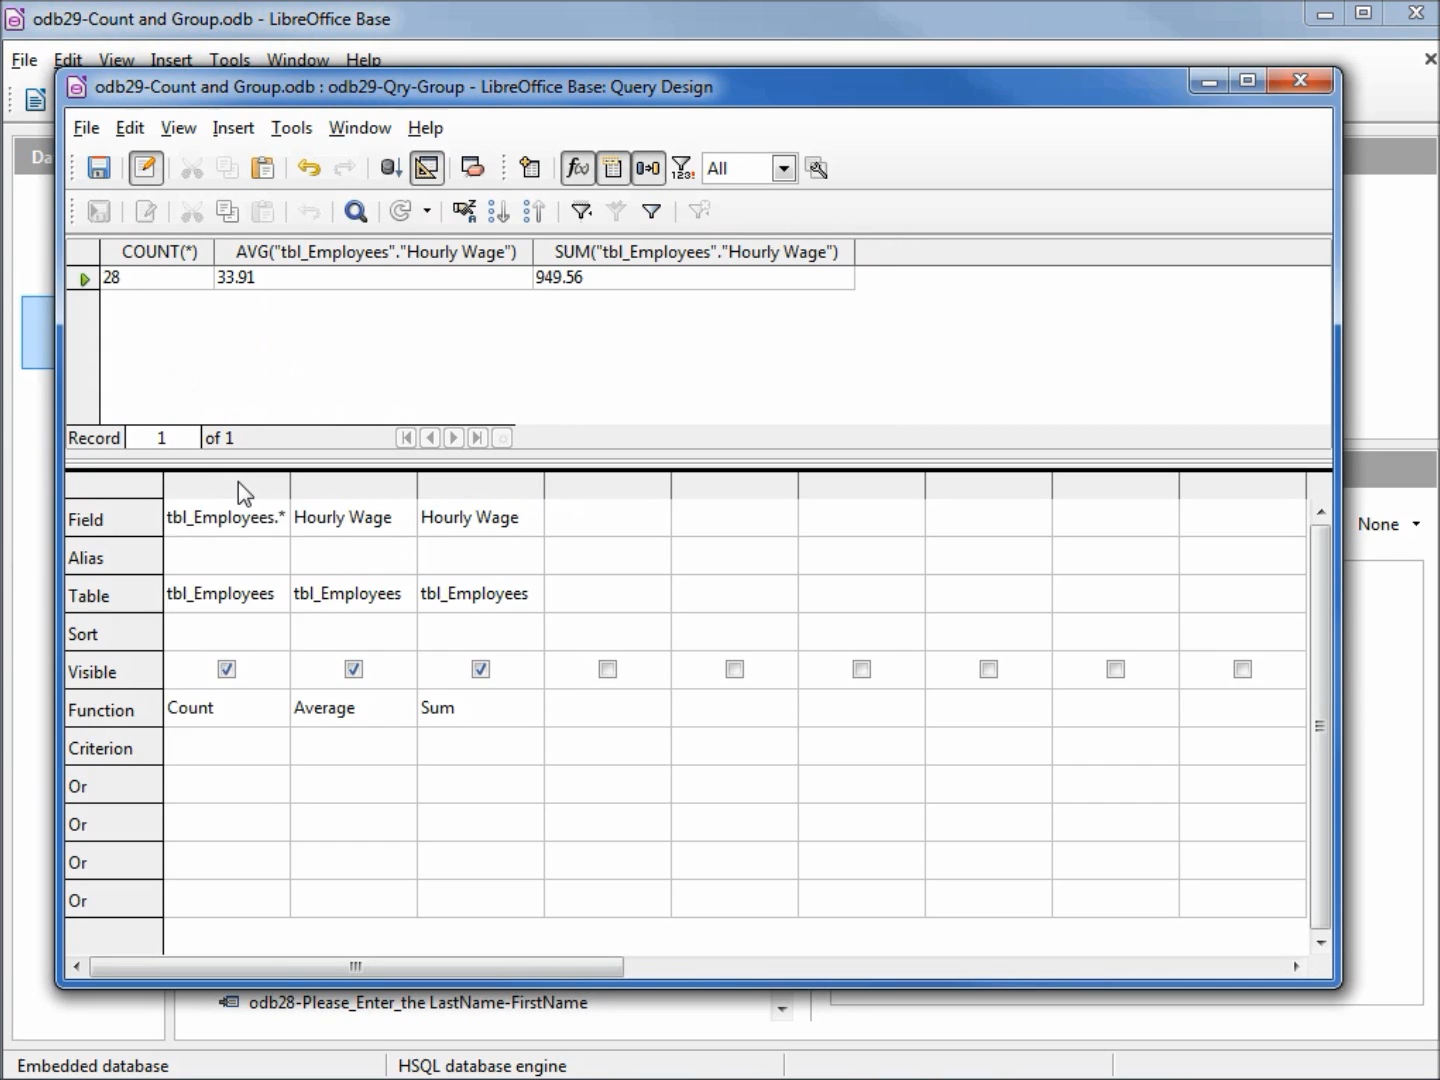 odb29-Count and Group.odb - LibreOffice Base
File Edit View Insert Tools Window Help
odb29-Count and Group.odb : odb29-Qry-Group - LibreOffice Base: Query Design
File Edit View Insert Tools Window Help
All
Da
COUNT(*) AVG("tbl_Employees"."Hourly Wage") SUM("tbl_Employees"."Hourly Wage")
28 33.91 949.56
Record 1 of 1
Field tbl_Employees.* Hourly Wage Hourly Wage
None
Alias
Table tbl_Employees tbl_Employees tbl_Employees
Sort
Visible
Function Count Average Sum
Criterion
Or
Or
Or
Or
odb28-Please_Enter_the LastName-FirstName
Embedded database HSQL database engine